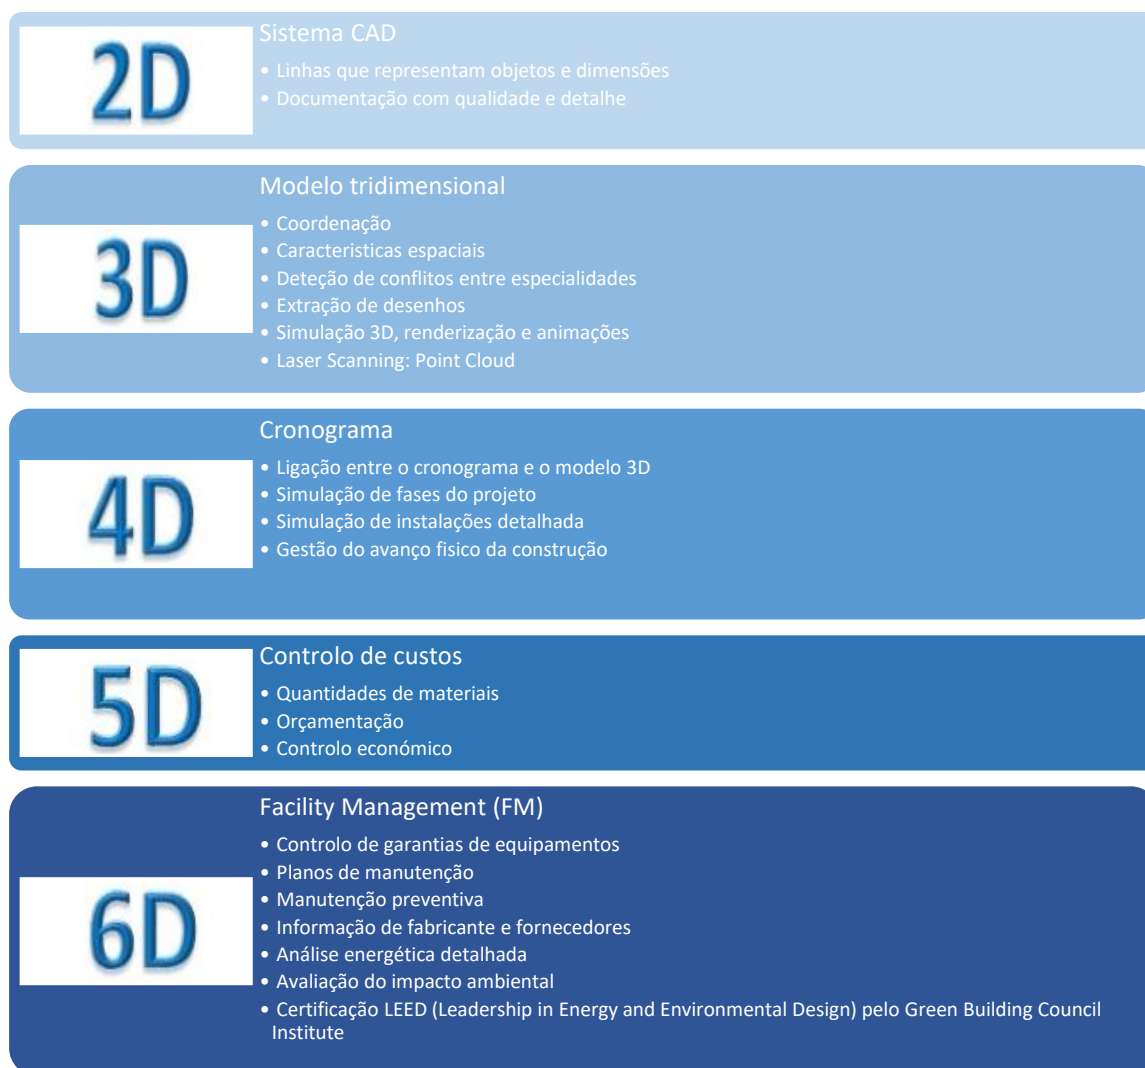 2D
Sistema CAD
• Linhas que representam objetos e dimensões
• Documentação com qualidade e detalhe
3D
Modelo tridimensional
• Coordenação
• Caracteristicas espaciais
• Deteção de conflitos entre especialidades
• Extração de desenhos
• Simulação 3D, renderização e animações
• Laser Scanning: Point Cloud
4D
Cronograma
• Ligação entre o cronograma e o modelo 3D
• Simulação de fases do projeto
• Simulação de instalações detalhada
• Gestão do avanço fisico da construção
5D
Controlo de custos
• Quantidades de materiais
• Orçamentação
• Controlo económico
6D
Facility Management (FM)
• Controlo de garantias de equipamentos
• Planos de manutenção
• Manutenção preventiva
• Informação de fabricante e fornecedores
• Análise energética detalhada
• Avaliação do impacto ambiental
• Certificação LEED (Leadership in Energy and Environmental Design) pelo Green Building Council
Institute